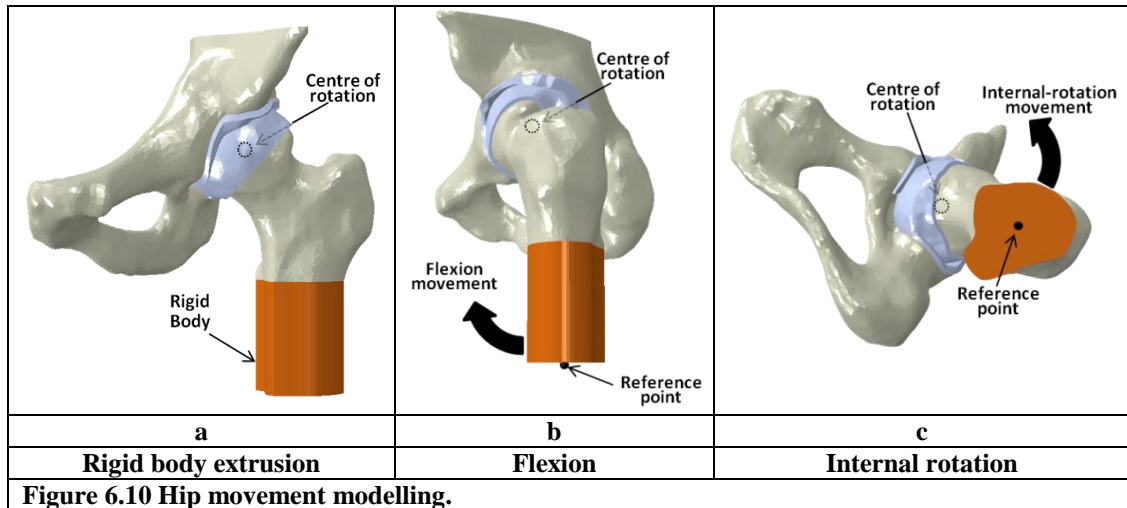 Centre of
rotation
Rigid
Body
Centre of
rotation
Flexion
movement
Reference
point
Centre of
rotation
Internal-rotation
movement
Reference
point
a
b
c
Rigid body extrusion
Flexion
Internal rotation
Figure 6.10 Hip movement modelling.